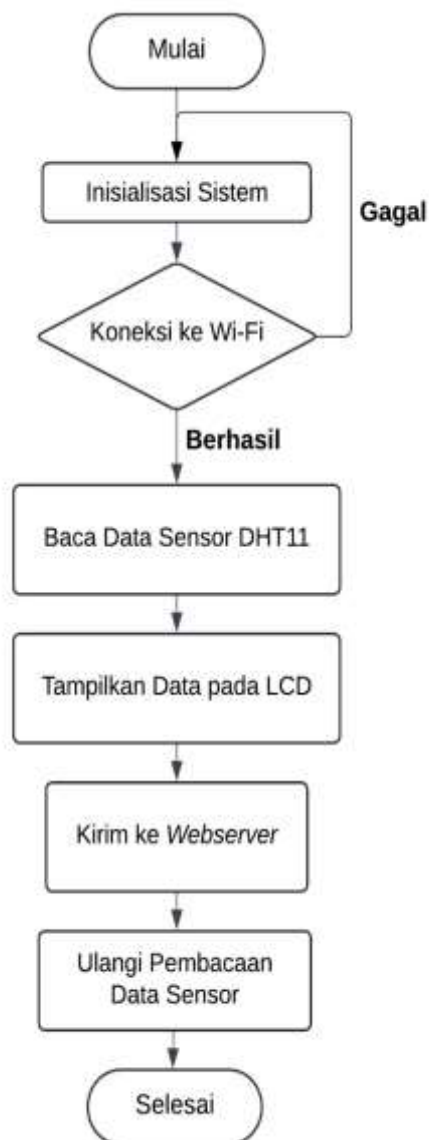 Mulai
Inisialisasi Sistem
Gagal
Koneksi ke Wi-Fi
Berhasil
Baca Data Sensor DHT11
Tampilkan Data pada LCD
Kirim ke Webserver
Ulangi Pembacaan
Data Sensor
Selesai